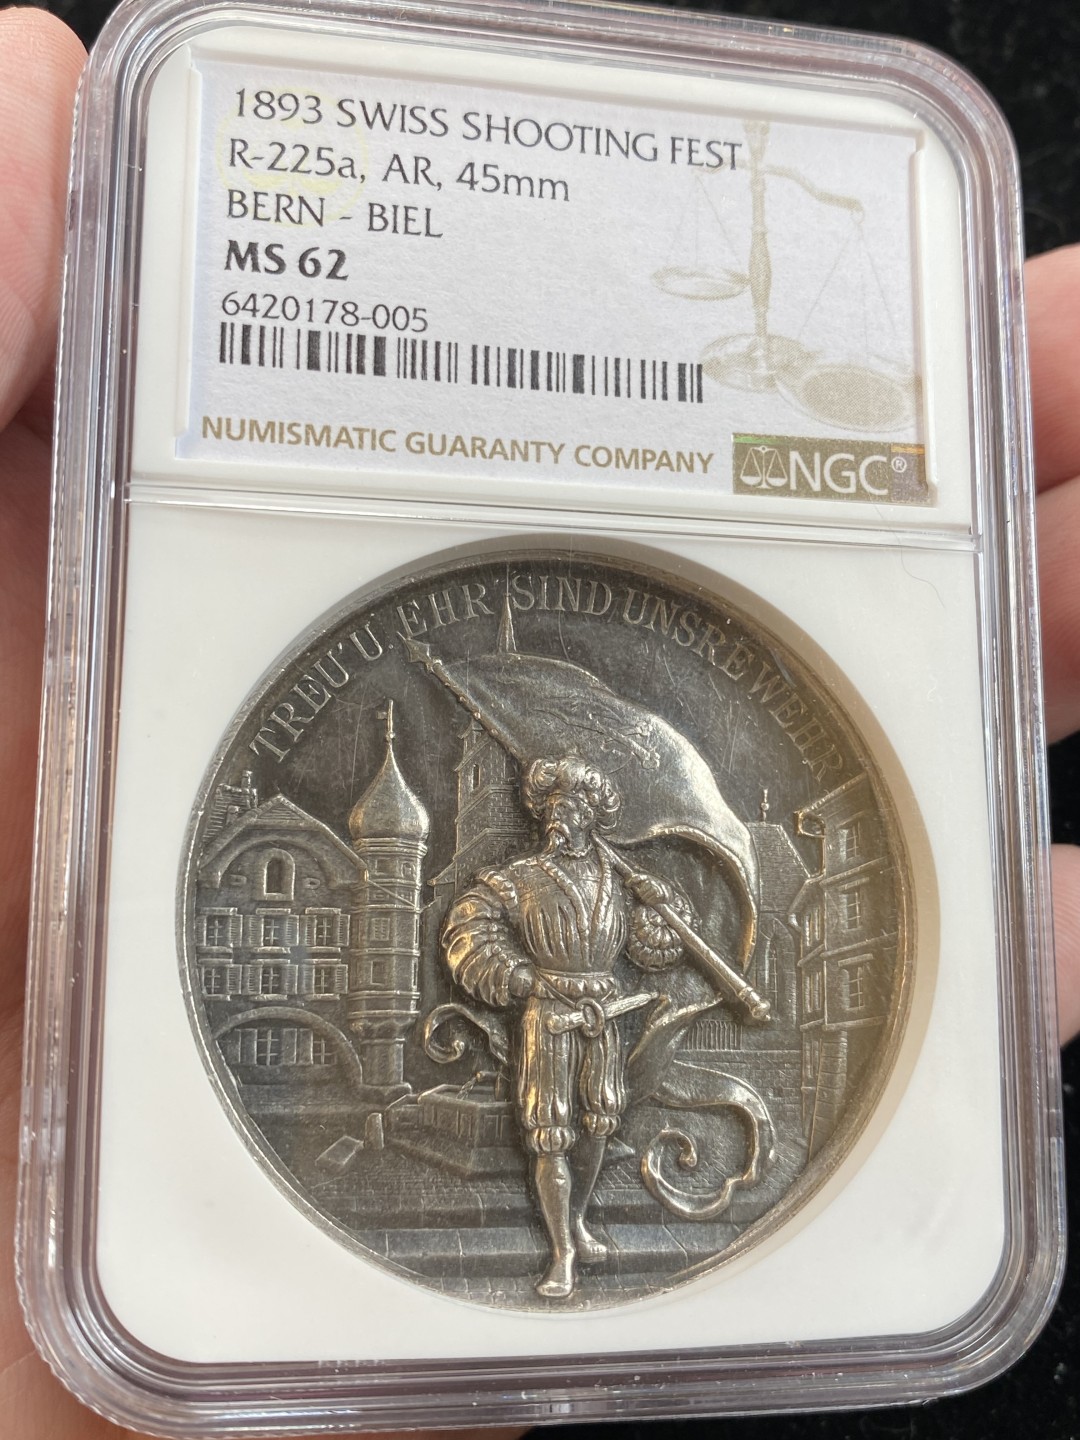 1893 SWISS SHOOTING FEST
R-225a, AR, 45mm
BERN - BIEL
MS 62
6420178-005
NUMISMATIC GUARANTY COMPANY
NGC®
TREU' U. EHR SIND UNSRE WEHR